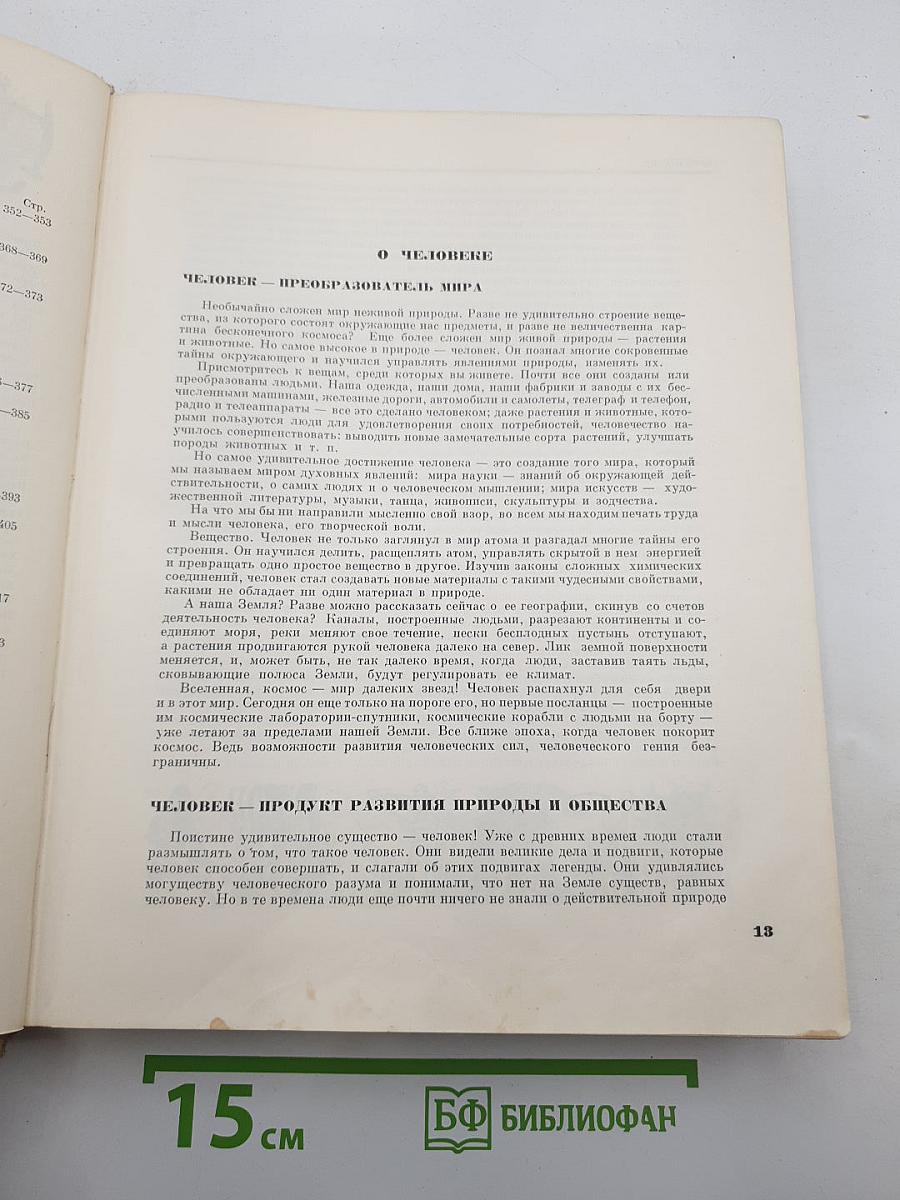 Стр.
352—353
368—369
72—373
—377
—385
—393
405
17
3
О ЧЕЛОВЕКЕ
ЧЕЛОВЕК — ПРЕОБРАЗОВАТЕЛЬ МИРА
Необычайно сложен мир неживой природы. Разве не удивительно строение веще-
ства, из которого состоят окружающие нас предметы, и разве не величественна кар-
тина бесконечного космоса? Еще более сложен мир живой природы — растения
и животные. Но самое высокое в природе — человек. Он познал многие сокровенные
тайны окружающего и научился управлять явлениями природы, изменять их.
Присмотритесь к вещам, среди которых вы живете. Почти все они созданы или
преобразованы людьми. Наша одежда, наши дома, наши фабрики и заводы с их бес-
численными машинами, железные дороги, автомобили и самолеты, телеграф и телефон,
радио и телеаппараты — все это сделано человеком; даже растения и животные, кото-
рыми пользуются люди для удовлетворения своих потребностей, человечество на-
училось совершенствовать: выводить новые замечательные сорта растений, улучшать
породы животных и т. п.
Но самое удивительное достижение человека — это создание того мира, который
мы называем миром духовных явлений: мира науки — знаний об окружающей дей-
ствительности, о самих людях и о человеческом мышлении; мира искусств — худо-
жественной литературы, музыки, танца, живописи, скульптуры и зодчества.
На что мы бы ни направили мысленно свой взор, во всем мы находим печать труда
и мысли человека, его творческой воли.
Вещество. Человек не только заглянул в мир атома и разгадал многие тайны его
строения. Он научился делить, расщеплять атом, управлять скрытой в нем энергией
и превращать одно простое вещество в другое. Изучив законы сложных химических
соединений, человек стал создавать новые материалы с такими чудесными свойствами,
какими не обладает ни один материал в природе.
А наша Земля? Разве можно рассказать сейчас о ее географии, скинув со счетов
деятельность человека? Каналы, построенные людьми, разрезают континенты и со-
единяют моря, реки меняют свое течение, пески бесплодных пустынь отступают,
а растения продвигаются рукой человека далеко на север. Лик земной поверхности
меняется, и, может быть, не так далеко время, когда люди, заставив таять льды,
сковывающие полюса Земли, будут регулировать ее климат.
Вселенная, космос — мир далеких звезд! Человек распахнул для себя двери
и в этот мир. Сегодня он еще только на пороге его, но первые посланцы — построенные
им космические лаборатории-спутники, космические корабли с людьми на борту —
уже летают за пределами нашей Земли. Все ближе эпоха, когда человек покорит
космос. Ведь возможности развития человеческих сил, человеческого гения без-
граничны.
ЧЕЛОВЕК — ПРОДУКТ РАЗВИТИЯ ПРИРОДЫ И ОБЩЕСТВА
Поистине удивительное существо — человек! Уже с древних времен люди стали
размышлять о том, что такое человек. Они видели великие дела и подвиги, которые
человек способен совершать, и слагали об этих подвигах легенды. Они удивлялись
могуществу человеческого разума и понимали, что нет на Земле существ, равных
человеку. Но в те времена люди еще почти ничего не знали о действительной природе
13
15 см
БФ БИБЛИОФАН